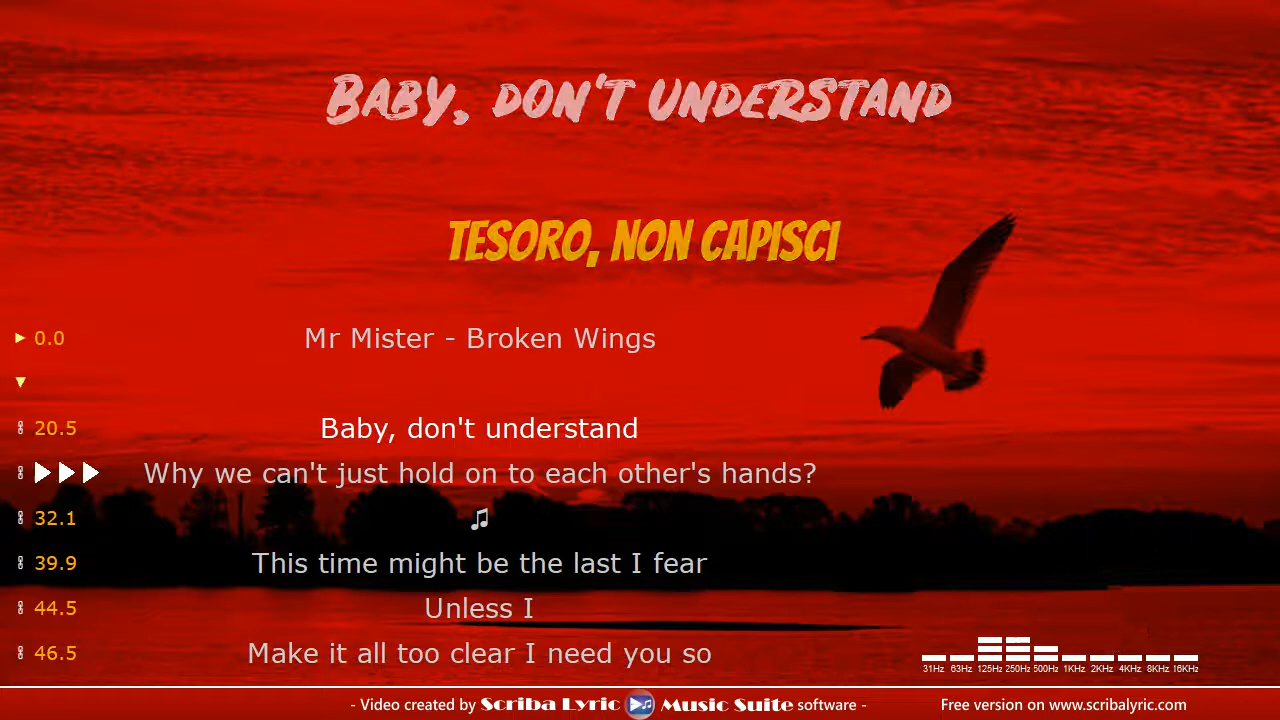 BABY, DON'T UNDERSTAND
TESORO, NON CAPISCI
0.0 Mr Mister - Broken Wings
20.5 Baby, don't understand
Why we can't just hold on to each other's hands?
32.1 ♫
39.9 This time might be the last I fear
44.5 Unless I
46.5 Make it all too clear I need you so
31Hz 63Hz 125Hz 250Hz 500Hz 1KHz 2KHz 4KHz 8KHz 16KHz
- Video created by Scriba Lyric Music Suite software - Free version on www.scribalyric.com